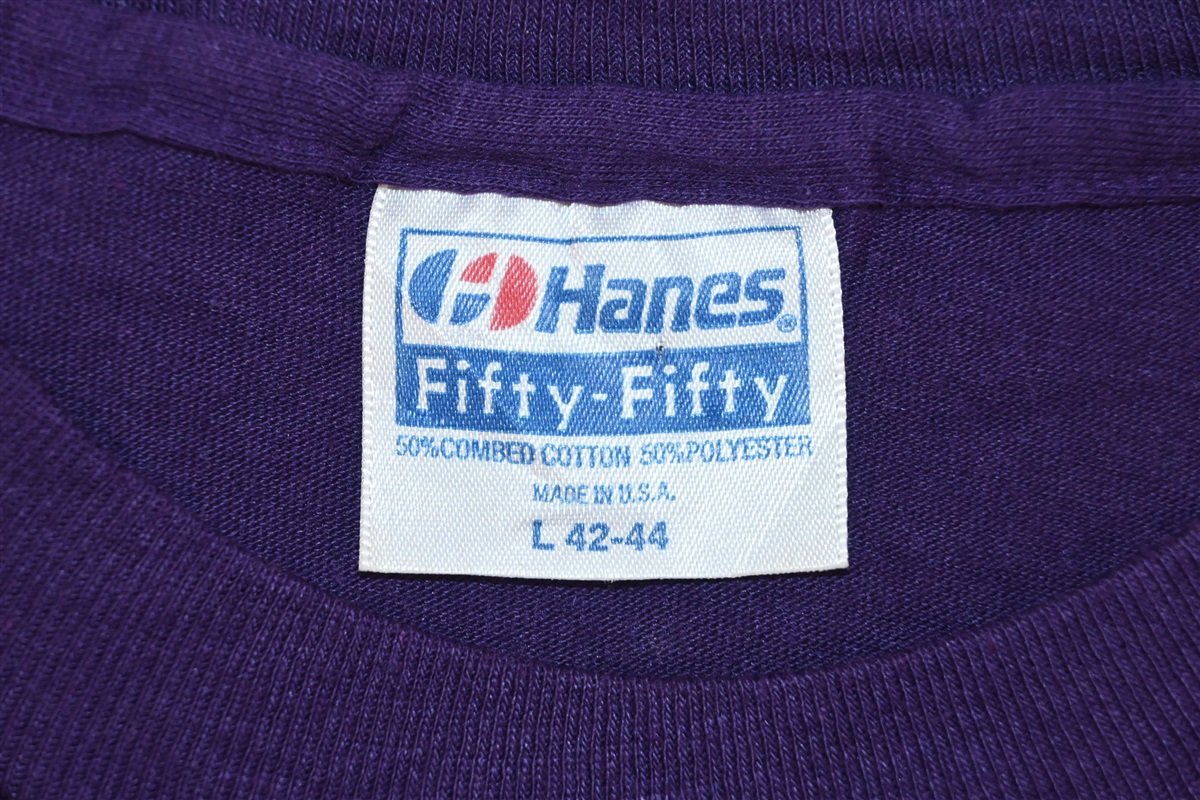 Hanes®
Fifty-Fifty
50% COMBED COTTON 50% POLYESTER
MADE IN U.S.A.
L 42-44